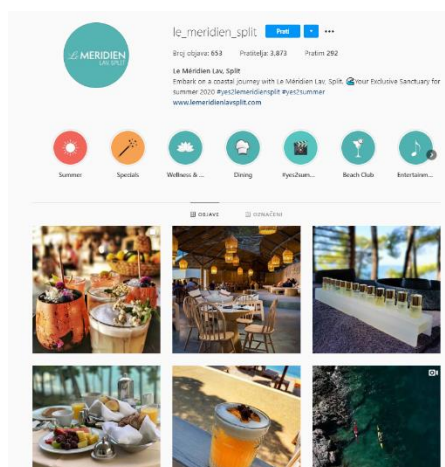 le_meridien_split Prati
Broj objava: 653 Pratitelja: 3,873 Pratim 292
Le MERIDIEN
LAV, SPLIT
Le Méridien Lav, Split
Embark on a coastal journey with Le Méridien Lav, Split. Your Exclusive Sanctuary for
summer 2020 #yes2lemeridiensplit #yes2summer
www.lemeridienlavsplit.com
Summer Specials Wellness & ... Dining #yes2sum... Beach Club Entertainm...
OBJAVE OZNAČENI